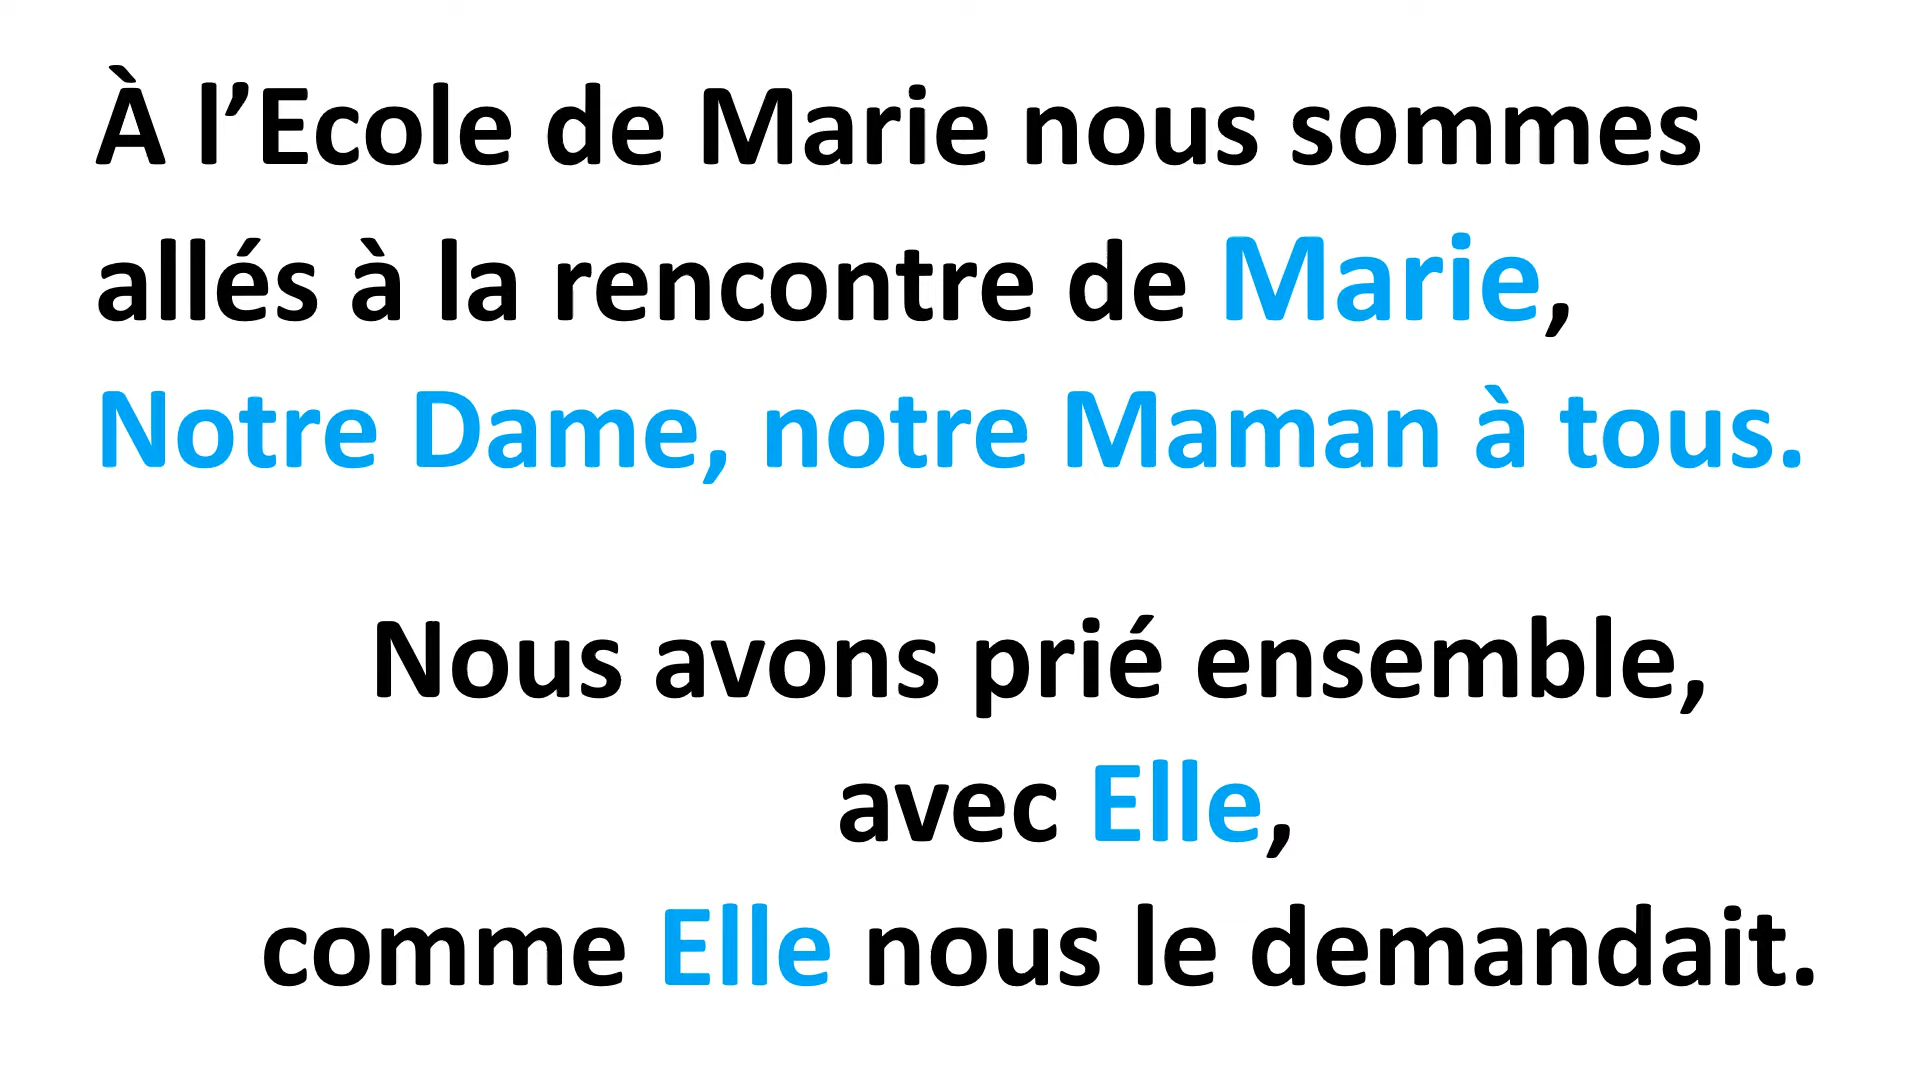 À l’Ecole de Marie nous sommes
allés à la rencontre de Marie,
Notre Dame, notre Maman à tous.
Nous avons prié ensemble,
avec Elle,
comme Elle nous le demandait.